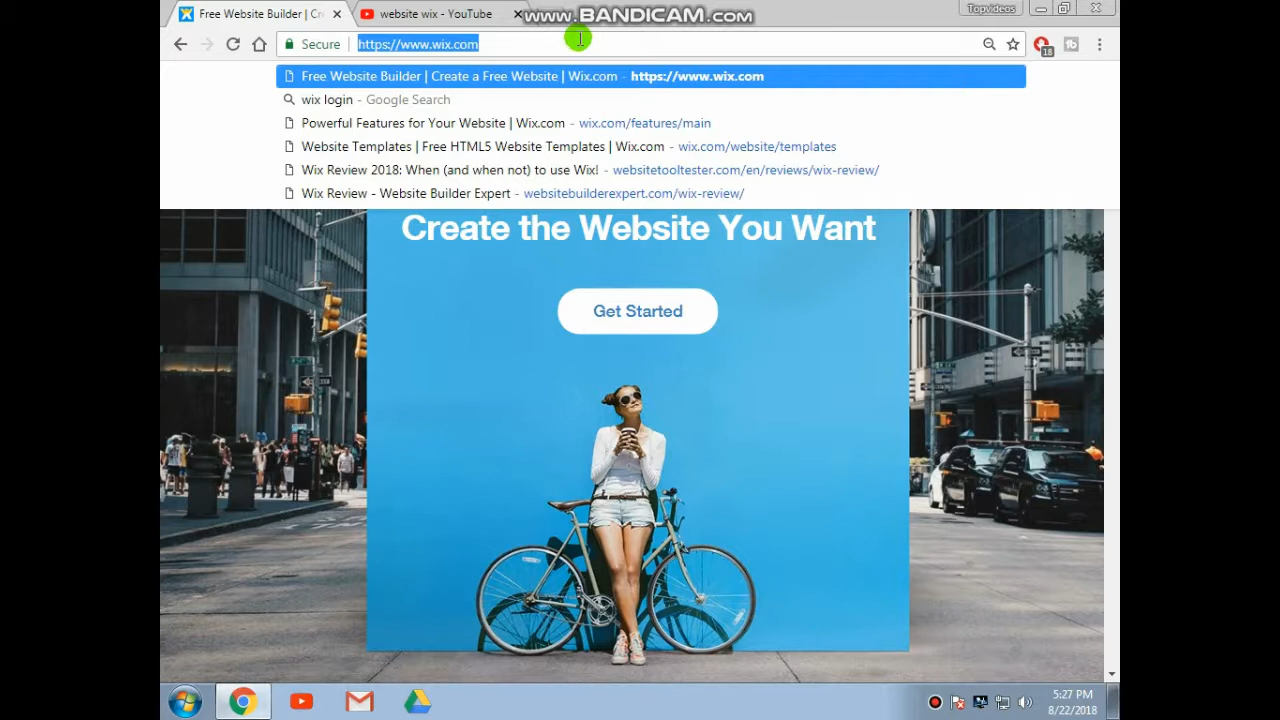 Free Website Builder | Cr
website wix - YouTube
www.BANDICAM.com
Topvideos
Secure
https://www.wix.com
18
Free Website Builder | Create a Free Website | Wix.com - https://www.wix.com
wix login - Google Search
Powerful Features for Your Website | Wix.com - wix.com/features/main
Website Templates | Free HTML5 Website Templates | Wix.com - wix.com/website/templates
Wix Review 2018: When (and when not) to use Wix! - websitetooltester.com/en/reviews/wix-review/
Wix Review - Website Builder Expert - websitebuilderexpert.com/wix-review/
Create the Website You Want
Get Started
5:27 PM
8/22/2018